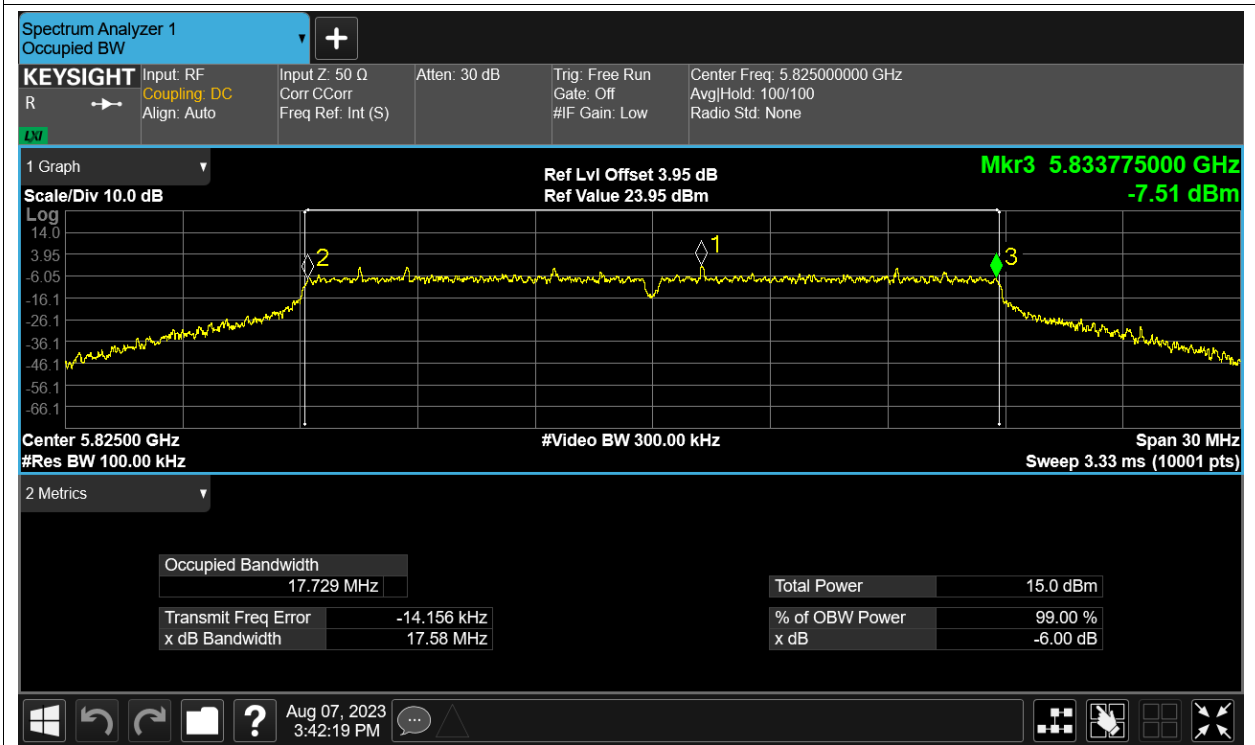 Spectrum Analyzer 1
Occupied BW
KEYSIGHT
R
LXI
Input: RF
Coupling: DC
Align: Auto
Input Z: 50 Ω
Corr CCorr
Freq Ref: Int (S)
Atten: 30 dB
Trig: Free Run
Gate: Off
#IF Gain: Low
Center Freq: 5.825000000 GHz
Avg|Hold: 100/100
Radio Std: None
1 Graph
Scale/Div 10.0 dB
Ref Lvl Offset 3.95 dB
Ref Value 23.95 dBm
Mkr3 5.833775000 GHz
-7.51 dBm
Log
14.0
3.95
-6.05
-16.1
-26.1
-36.1
-46.1
-56.1
-66.1
2
1
3
Center 5.82500 GHz
#Res BW 100.00 kHz
#Video BW 300.00 kHz
Span 30 MHz
Sweep 3.33 ms (10001 pts)
2 Metrics
Occupied Bandwidth
17.729 MHz
Transmit Freq Error -14.156 kHz
x dB Bandwidth 17.58 MHz
Total Power 15.0 dBm
% of OBW Power 99.00 %
x dB -6.00 dB
?
Aug 07, 2023
3:42:19 PM